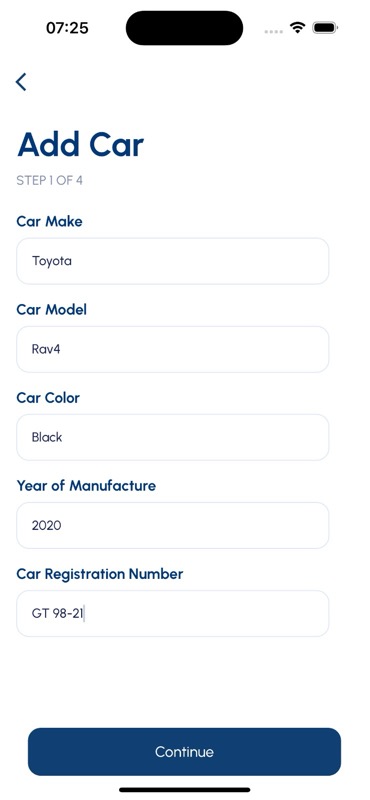 07:25
Add Car
STEP 1 OF 4
Car Make
Toyota
Car Model
Rav4
Car Color
Black
Year of Manufacture
2020
Car Registration Number
GT 98-21
Continue